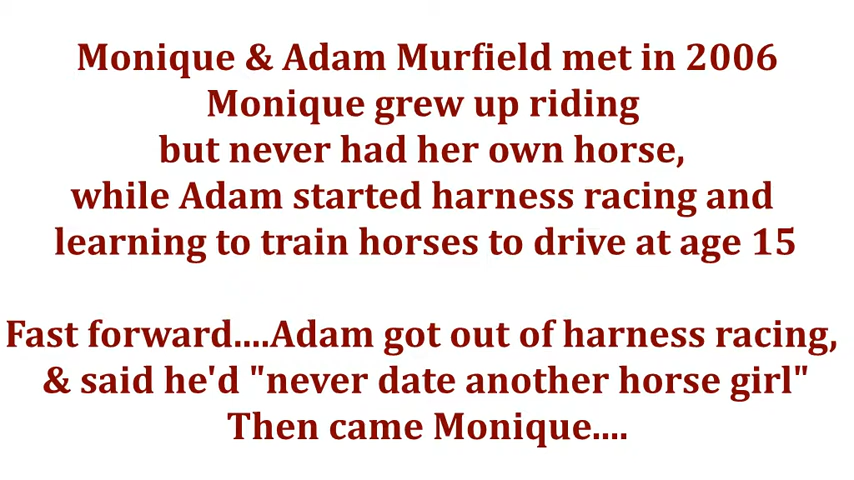 Monique & Adam Murfield met in 2006
Monique grew up riding
but never had her own horse,
while Adam started harness racing and
learning to train horses to drive at age 15
Fast forward....Adam got out of harness racing,
& said he'd "never date another horse girl"
Then came Monique....